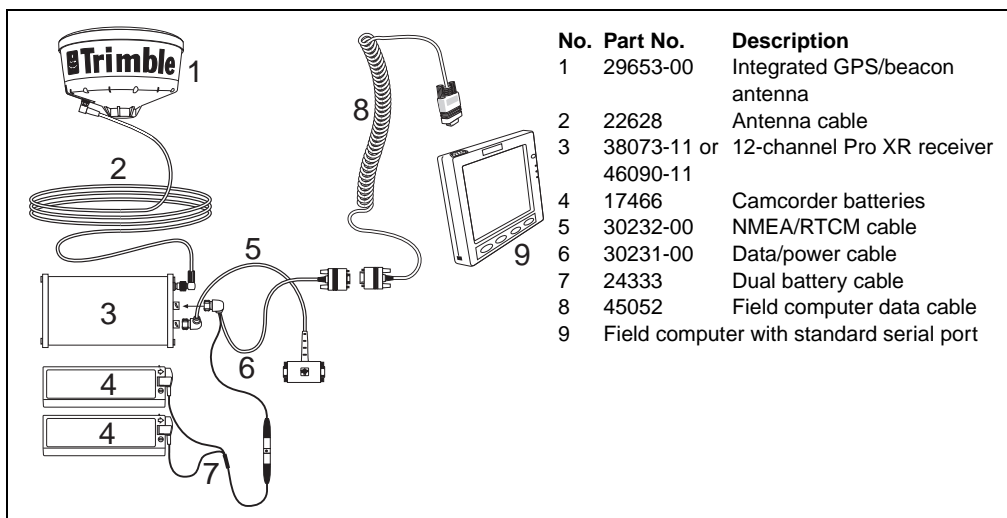 Trimble
1
2
3
4
4
5
6
7
8
9
No. Part No. Description
1 29653-00 Integrated GPS/beacon
antenna
2 22628 Antenna cable
3 38073-11 or 12-channel Pro XR receiver
46090-11
4 17466 Camcorder batteries
5 30232-00 NMEA/RTCM cable
6 30231-00 Data/power cable
7 24333 Dual battery cable
8 45052 Field computer data cable
9 Field computer with standard serial port